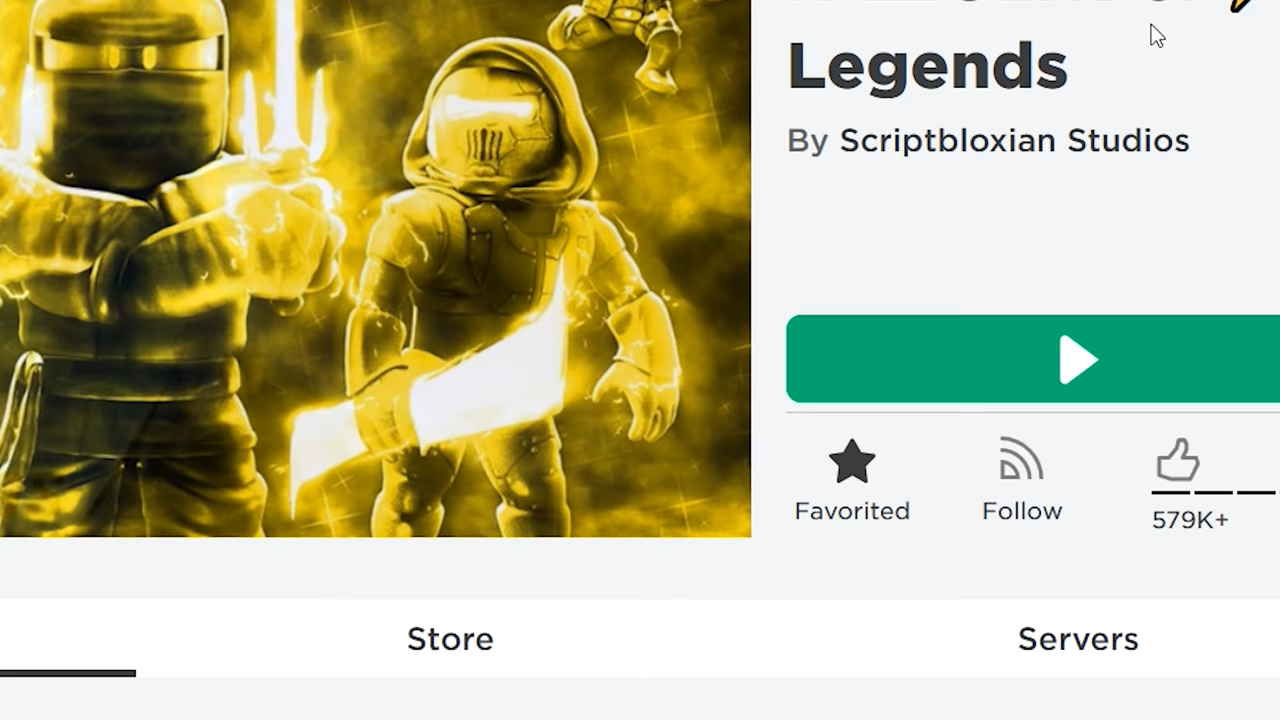 Legends
By Scriptbloxian Studios
Favorited
Follow
579K+
Store
Servers